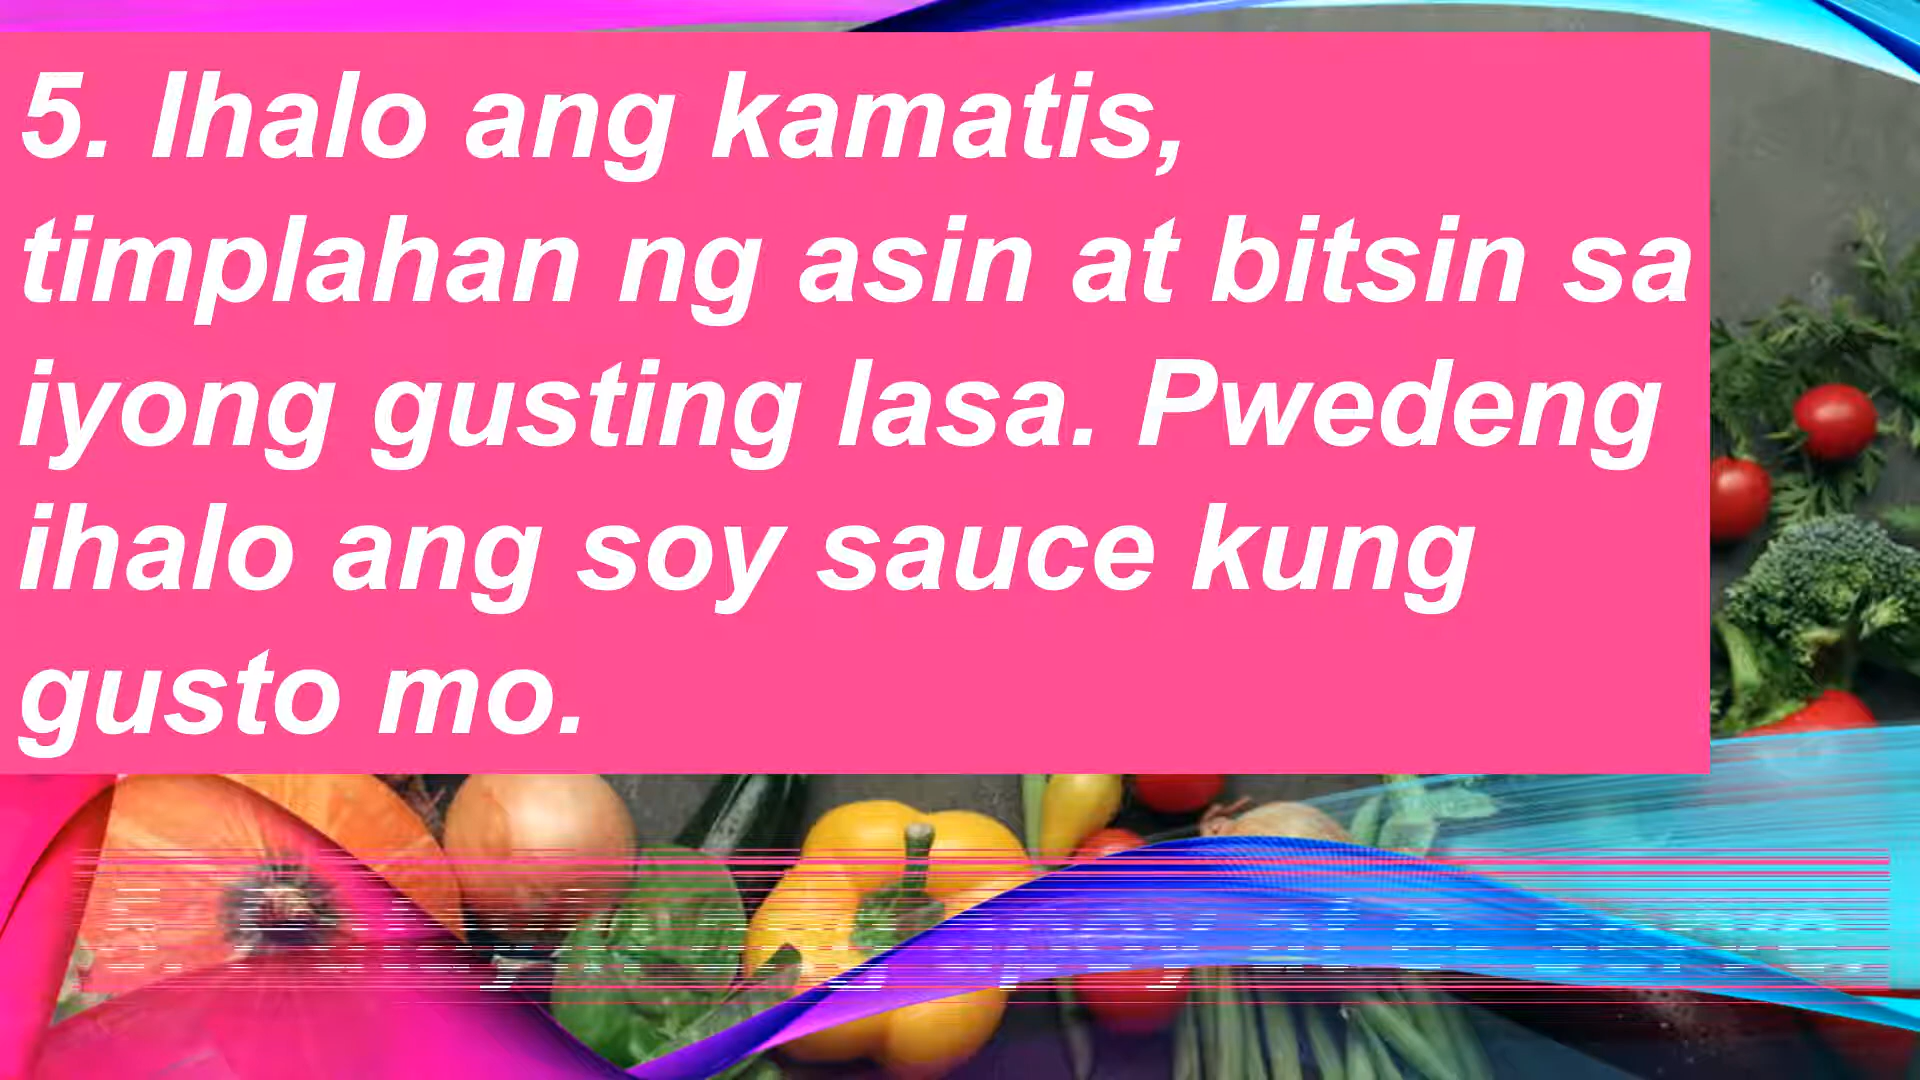 5. Ihalo ang kamatis,
timplahan ng asin at bitsin sa
iyong gusting lasa. Pwedeng
ihalo ang soy sauce kung
gusto mo.